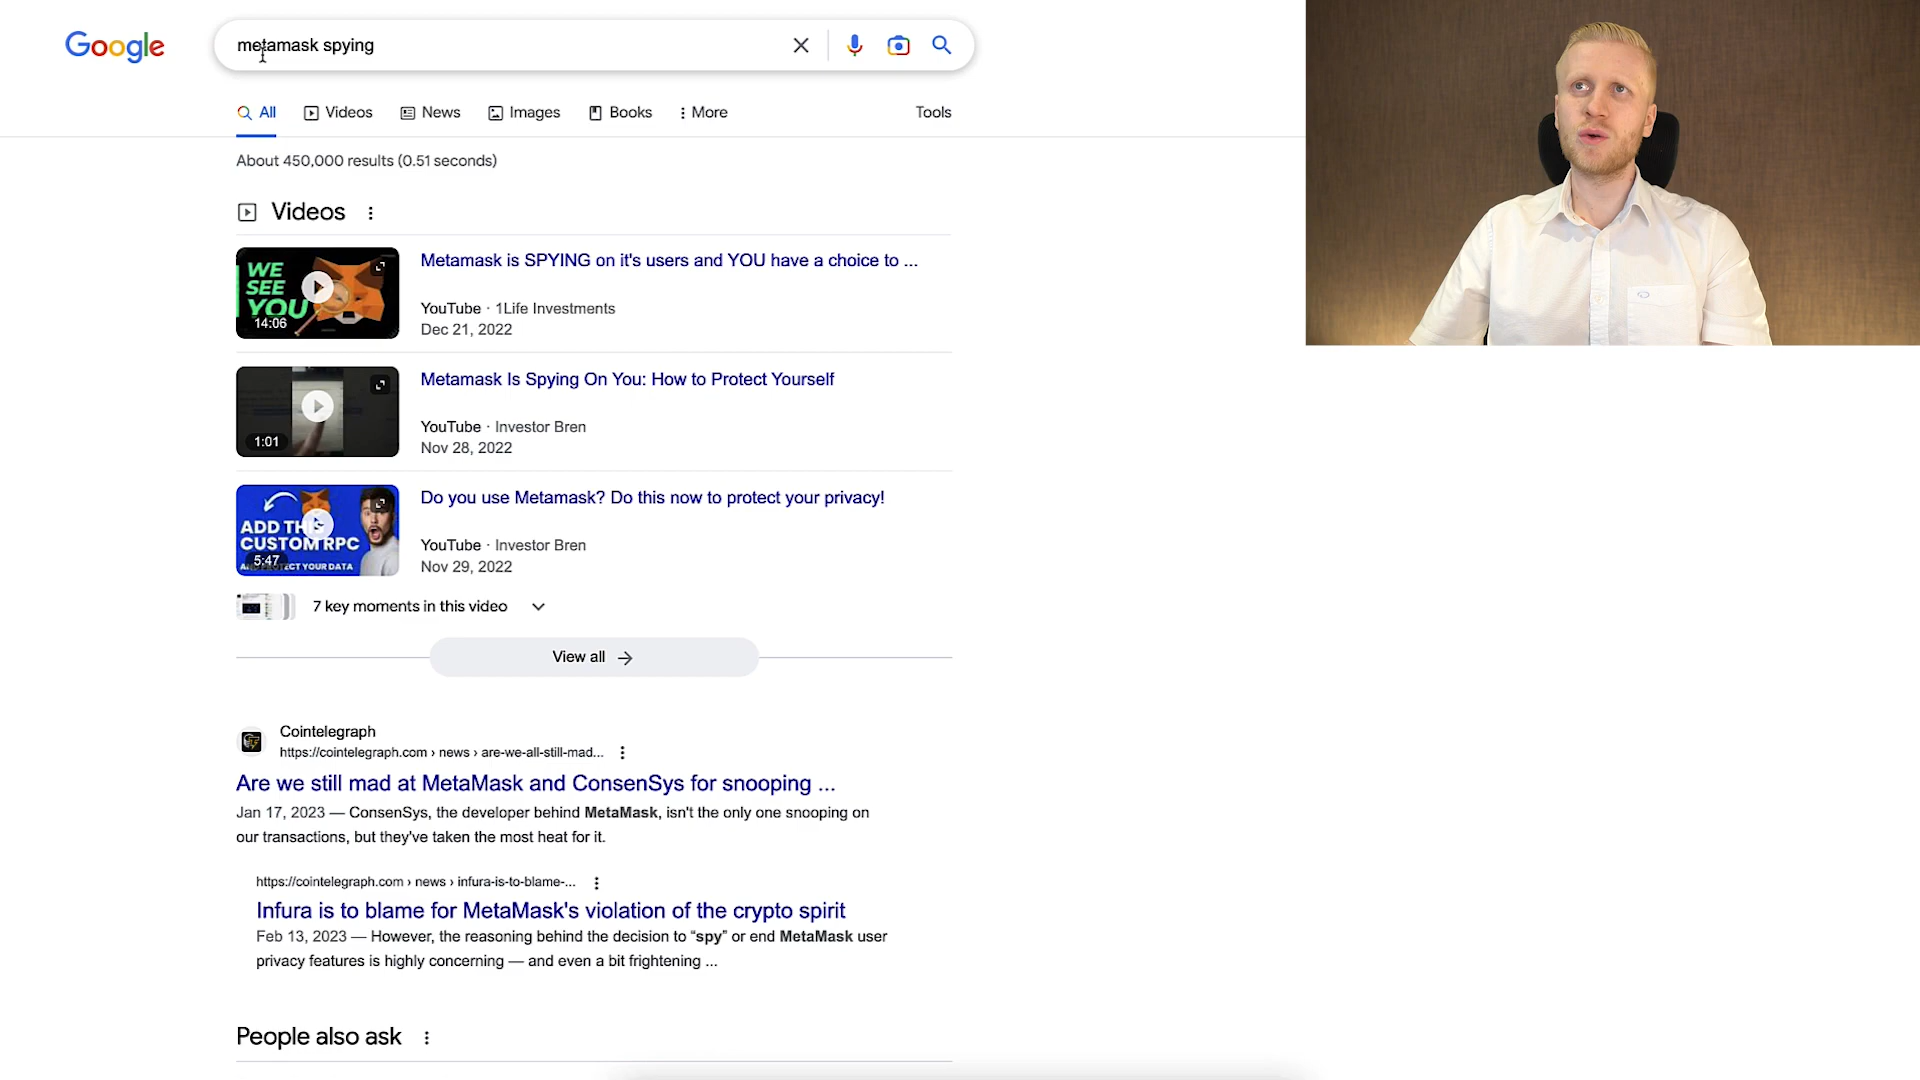 Google
metamask spying
All
Videos
News
Images
Books
More
Tools
About 450,000 results (0.51 seconds)
Videos
WE
SEE
YOU
14:06
Metamask is SPYING on it's users and YOU have a choice to ...
YouTube · 1Life Investments
Dec 21, 2022
1:01
Metamask Is Spying On You: How to Protect Yourself
YouTube · Investor Bren
Nov 28, 2022
ADD THIS
CUSTOM RPC
5:47
YOUR DATA
Do you use Metamask? Do this now to protect your privacy!
YouTube · Investor Bren
Nov 29, 2022
7 key moments in this video
View all
Cointelegraph
https://cointelegraph.com › news › are-we-all-still-mad...
Are we still mad at MetaMask and ConsenSys for snooping ...
Jan 17, 2023 — ConsenSys, the developer behind MetaMask, isn't the only one snooping on
our transactions, but they've taken the most heat for it.
https://cointelegraph.com › news › infura-is-to-blame-...
Infura is to blame for MetaMask's violation of the crypto spirit
Feb 13, 2023 — However, the reasoning behind the decision to “spy” or end MetaMask user
privacy features is highly concerning — and even a bit frightening ...
People also ask